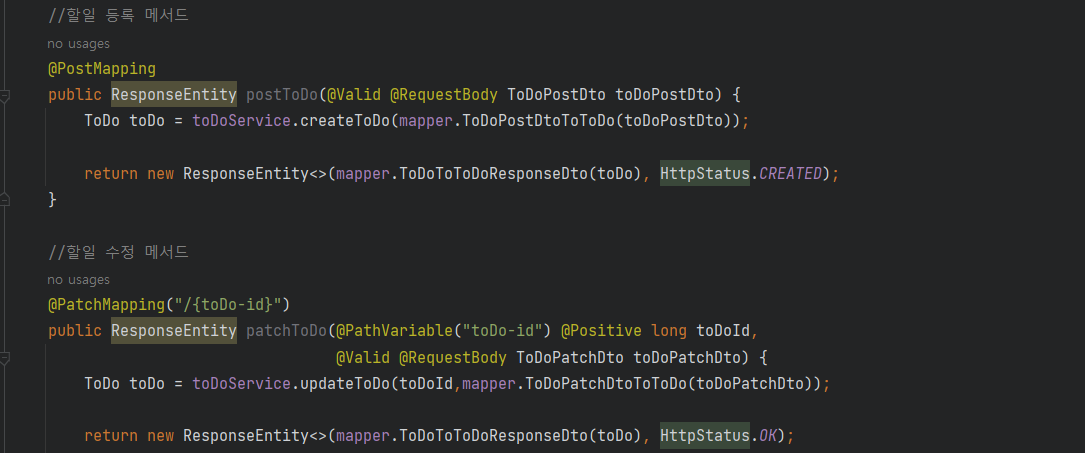 //할일 등록 메서드
no usages
@PostMapping
public ResponseEntity postToDo(@Valid @RequestBody ToDoPostDto toDoPostDto) {
ToDo toDo = toDoService.createToDo(mapper.ToDoPostDtoToToDo(toDoPostDto));
return new ResponseEntity<>(mapper.ToDoToToDoResponseDto(toDo), HttpStatus.CREATED);
}
//할일 수정 메서드
no usages
@PatchMapping("/{toDo-id}")
public ResponseEntity patchToDo(@PathVariable("toDo-id") @Positive long toDoId,
@Valid @RequestBody ToDoPatchDto toDoPatchDto) {
ToDo toDo = toDoService.updateToDo(toDoId,mapper.ToDoPatchDtoToToDo(toDoPatchDto));
return new ResponseEntity<>(mapper.ToDoToToDoResponseDto(toDo), HttpStatus.OK);